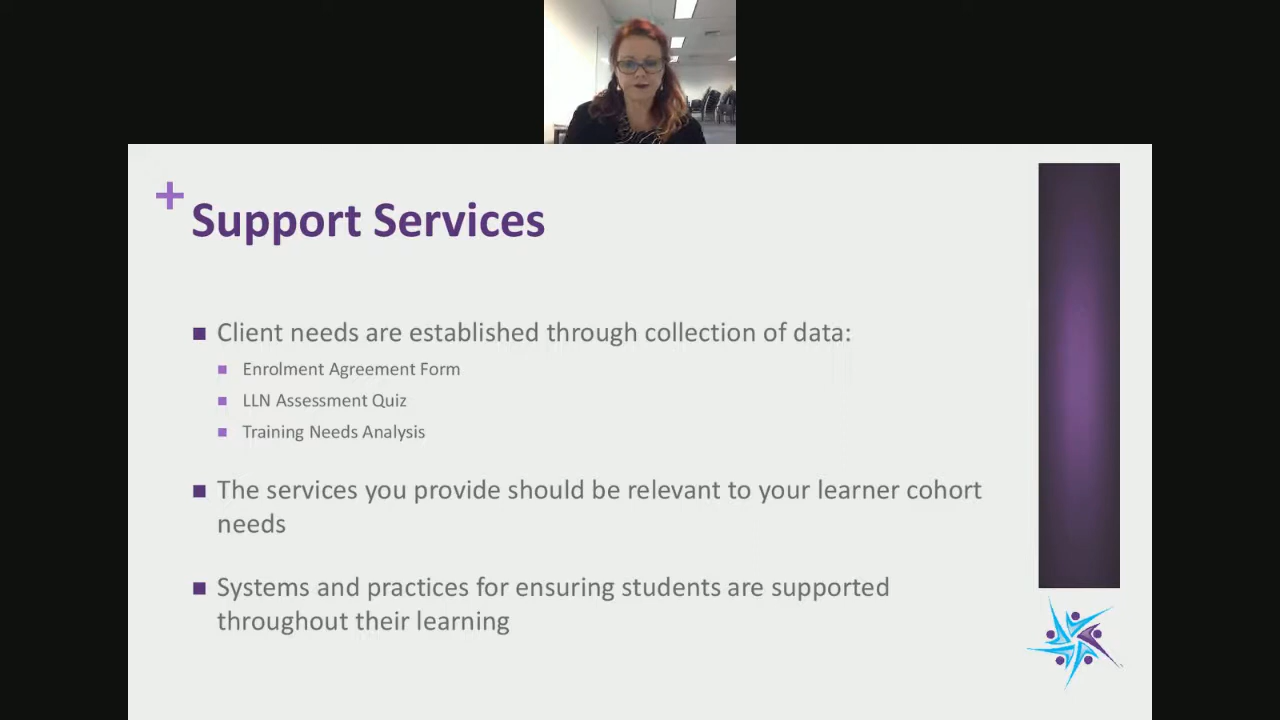 +
Support Services
Client needs are established through collection of data:
Enrolment Agreement Form
LLN Assessment Quiz
Training Needs Analysis
The services you provide should be relevant to your learner cohort
needs
Systems and practices for ensuring students are supported
throughout their learning